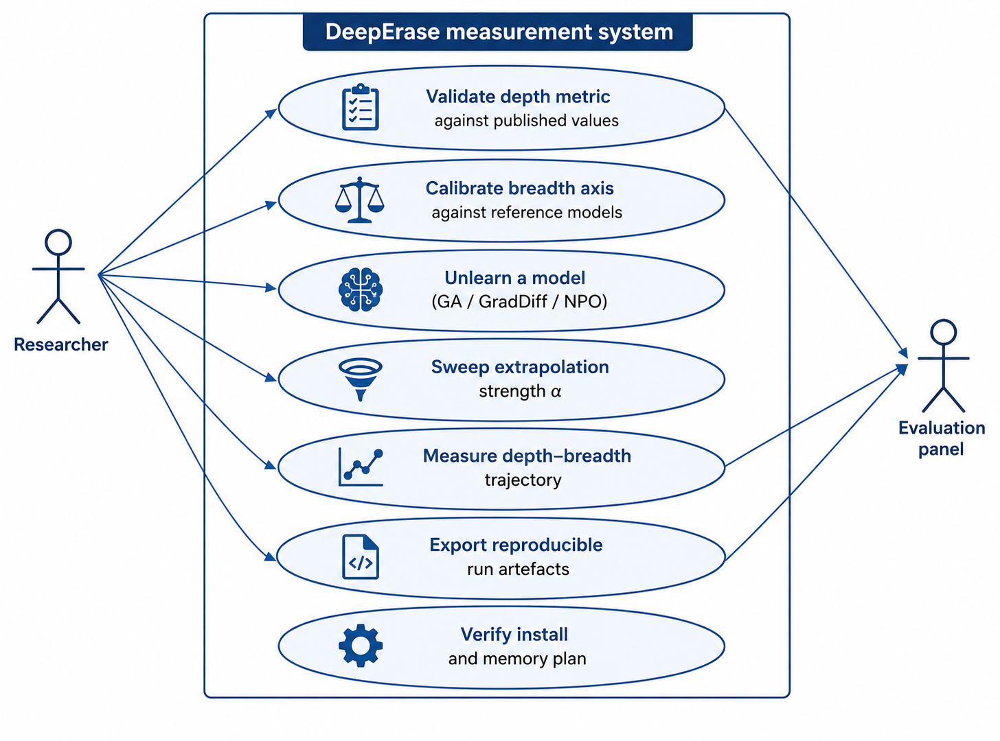 DeepErase measurement system
Validate depth metric
against published values
Calibrate breadth axis
against reference models
Unlearn a model
(GA / GradDiff / NPO)
Sweep extrapolation
strength α
Measure depth–breadth
trajectory
Export reproducible
</>
run artefacts
Verify install
and memory plan
Researcher
Evaluation
panel